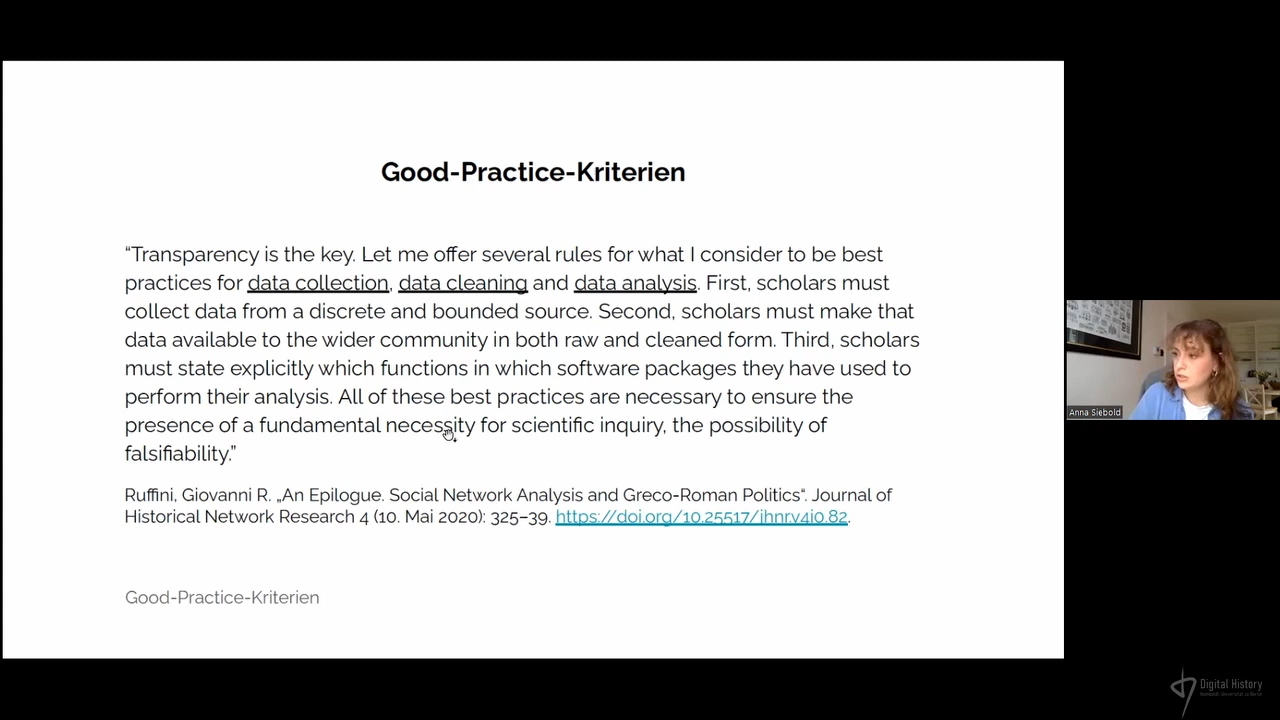 Good-Practice-Kriterien
“Transparency is the key. Let me offer several rules for what I consider to be best
practices for data collection, data cleaning and data analysis. First, scholars must
collect data from a discrete and bounded source. Second, scholars must make that
data available to the wider community in both raw and cleaned form. Third, scholars
must state explicitly which functions in which software packages they have used to
perform their analysis. All of these best practices are necessary to ensure the
presence of a fundamental necessity for scientific inquiry, the possibility of
falsifiability.”
Ruffini, Giovanni R. „An Epilogue. Social Network Analysis and Greco-Roman Politics“. Journal of
Historical Network Research 4 (10. Mai 2020): 325–39. https://doi.org/10.25517/jhnr.v4i0.82.
Good-Practice-Kriterien
Anna Siebold
Digital History
Humboldt-Universität zu Berlin